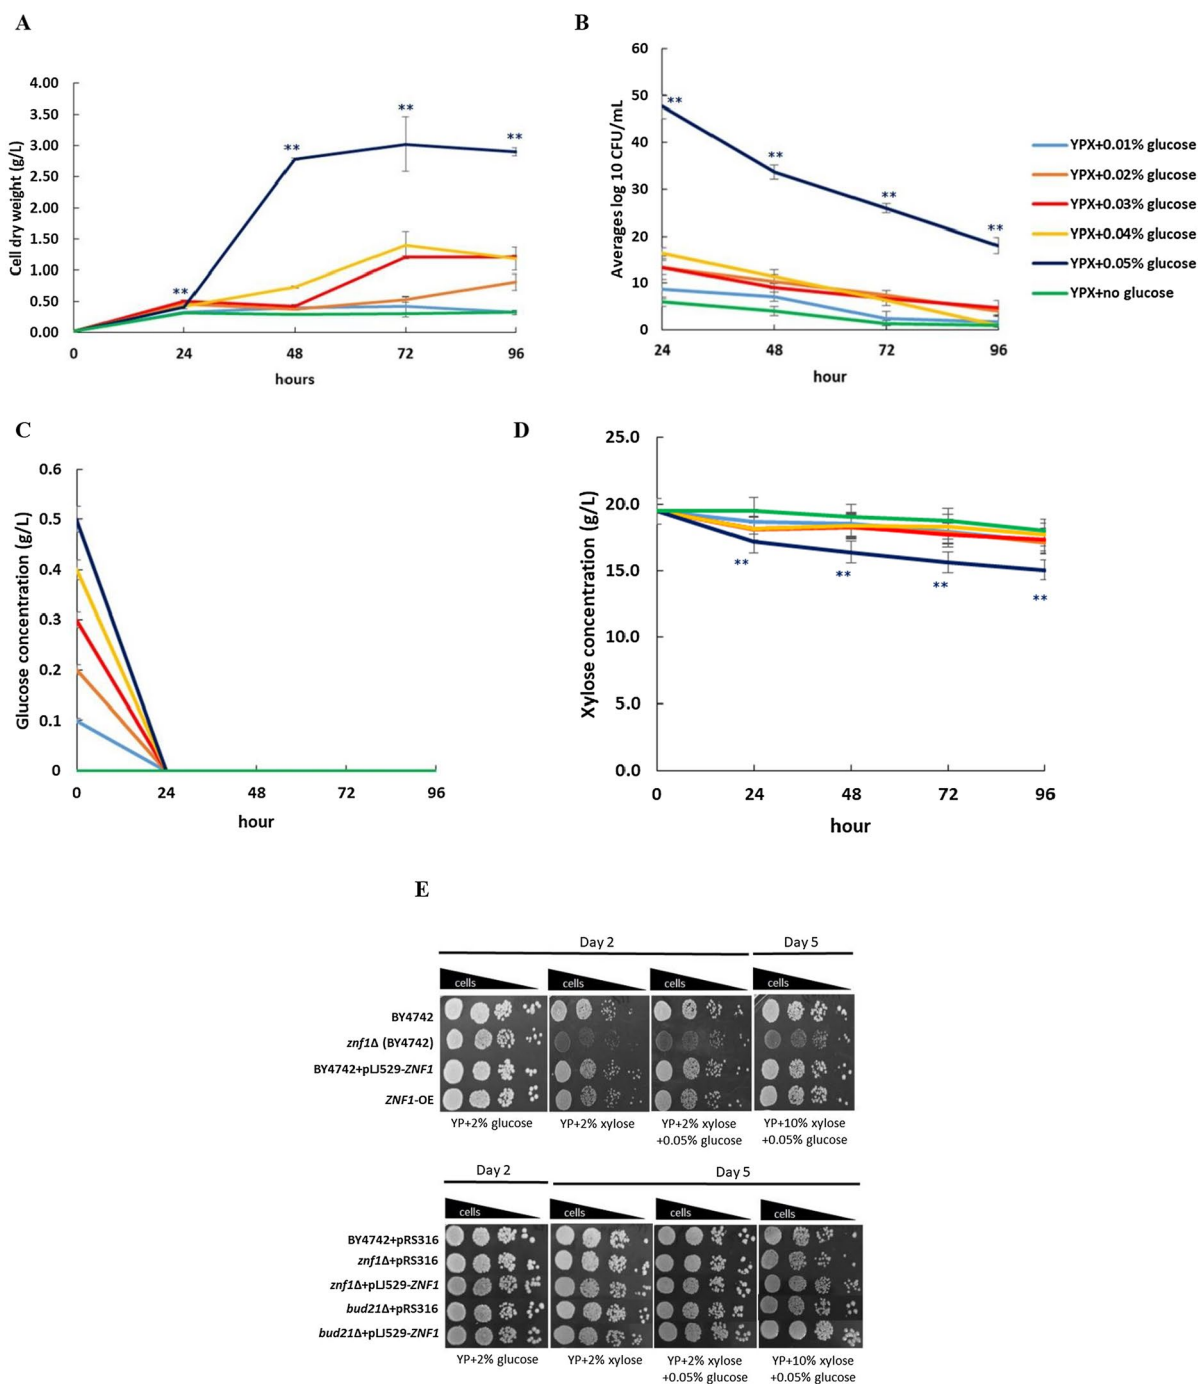 A
4.00
3.50
3.00
2.50
2.00
1.50
1.00
0.50
0.00
Cell dry weight (g/L)
**
**
**
**
0
24
48
72
96
hours
B
60
50
40
30
20
10
0
Averages log 10 CFU/mL
**
**
**
**
24
48
72
96
hour
YPX+0.01% glucose
YPX+0.02% glucose
YPX+0.03% glucose
YPX+0.04% glucose
YPX+0.05% glucose
YPX+no glucose
C
0.6
0.5
0.4
0.3
0.2
0.1
0
Glucose concentration (g/L)
0
24
48
72
96
hour
D
25.0
20.0
15.0
10.0
5.0
0.0
Xylose concentration (g/L)
**
**
**
**
0
24
48
72
96
hour
E
Day 2
Day 5
cells
cells
cells
cells
BY4742
znf1Δ (BY4742)
BY4742+pLJ529-ZNF1
ZNF1-OE
YP+2% glucose
YP+2% xylose
YP+2% xylose
+0.05% glucose
YP+10% xylose
+0.05% glucose
Day 2
Day 5
cells
cells
cells
cells
BY4742+pRS316
znf1Δ+pRS316
znf1Δ+pLJ529-ZNF1
bud21Δ+pRS316
bud21Δ+pLJ529-ZNF1
YP+2% glucose
YP+2% xylose
YP+2% xylose
+0.05% glucose
YP+10% xylose
+0.05% glucose